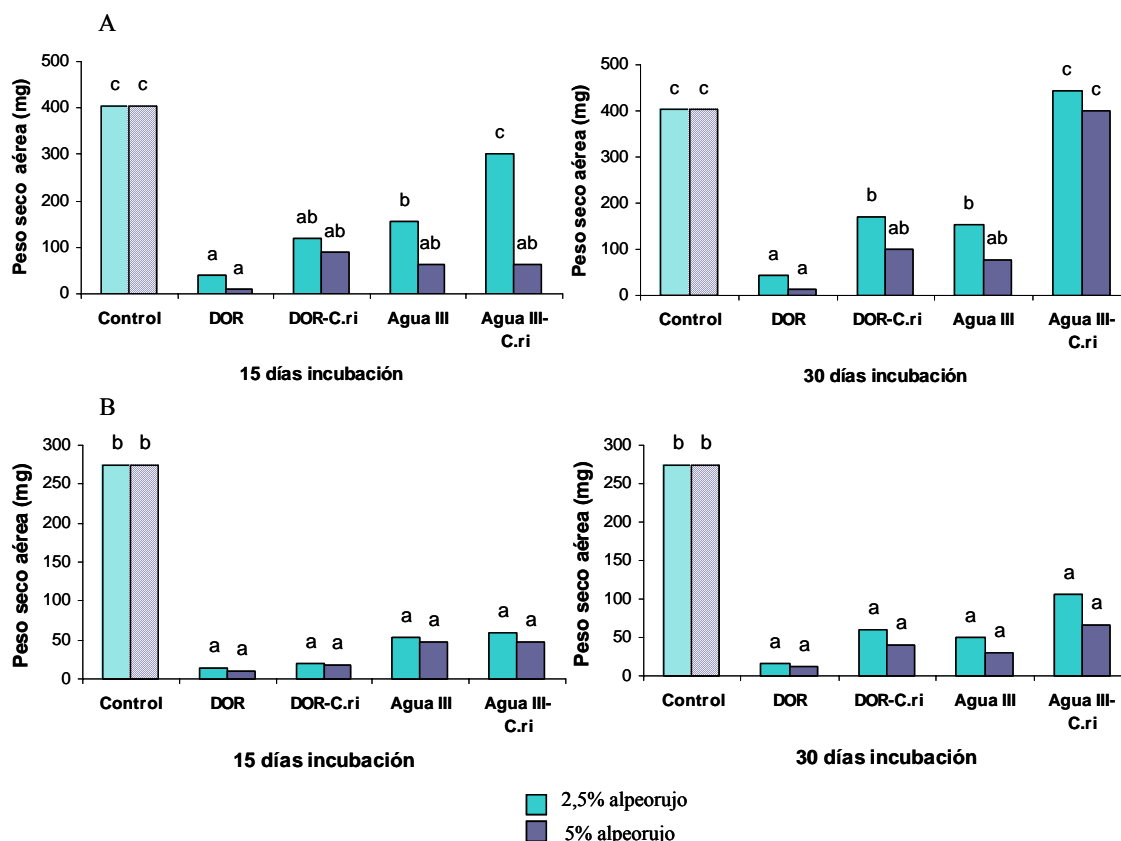 A
Peso seco aérea (mg)
500
400
300
200
100
0
c c
a a
ab ab
b ab
c ab
Control DOR DOR-C.ri Agua III Agua III-
C.ri
15 días incubación
Peso seco aérea (mg)
500
400
300
200
100
0
c c
a a
b ab
b ab
c c
Control DOR DOR-C.ri Agua III Agua III-
C.ri
30 días incubación
B
Peso seco aérea (mg)
300
250
200
150
100
50
0
b b
a a
a a
a a
a a
Control DOR DOR-C.ri Agua III Agua III-
C.ri
15 días incubación
Peso seco aérea (mg)
300
250
200
150
100
50
0
b b
a a
a a
a a
a a
Control DOR DOR-C.ri Agua III Agua III-
C.ri
30 días incubación
2,5% alpeorujo
5% alpeorujo